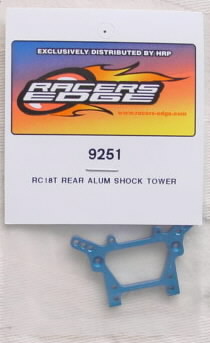 EXCLUSIVELY DISTRIBUTED BY HRP
RACERS
EDGE
www.racers-edge.com
9251
RC18T REAR ALUM SHOCK TOWER